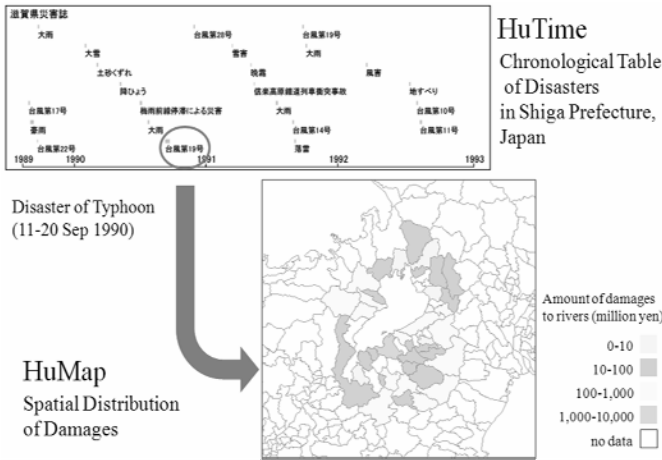 滋賀県災害誌
大雨
台風第20号
台風第19号
大雪
雪害
大雨
土砂くずれ
晩霜
風害
降ひょう
信楽高原鐵道列車衝突事故
地すべり
台風第17号
梅雨前線停滞による災害
大雨
台風第10号
豪雨
大雨
台風第14号
台風第11号
台風第22号
台風第19号
落雷
1989 1990 1991 1992 1993
HuTime
Chronological Table
of Disasters
in Shiga Prefecture,
Japan
Disaster of Typhoon
(11-20 Sep 1990)
HuMap
Spatial Distribution
of Damages
Amount of damages
to rivers (million yen)
0-10
10-100
100-1,000
1,000-10,000
no data